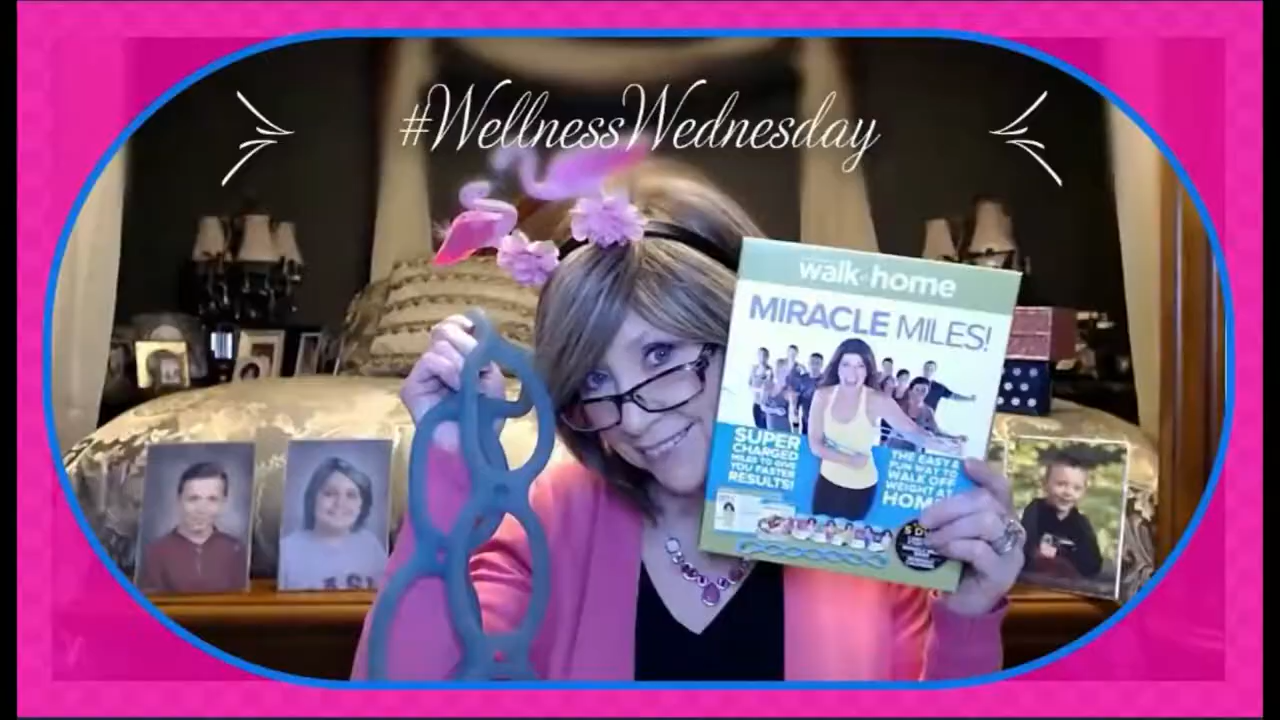 #WellnessWednesday
walk at home
MIRACLE MILES!
SUPER
CHARGED
MILES TO GIVE
YOU FASTER
RESULTS!
THE EASY &
FUN WAY TO
WALK OFF
WEIGHT AT
HOME